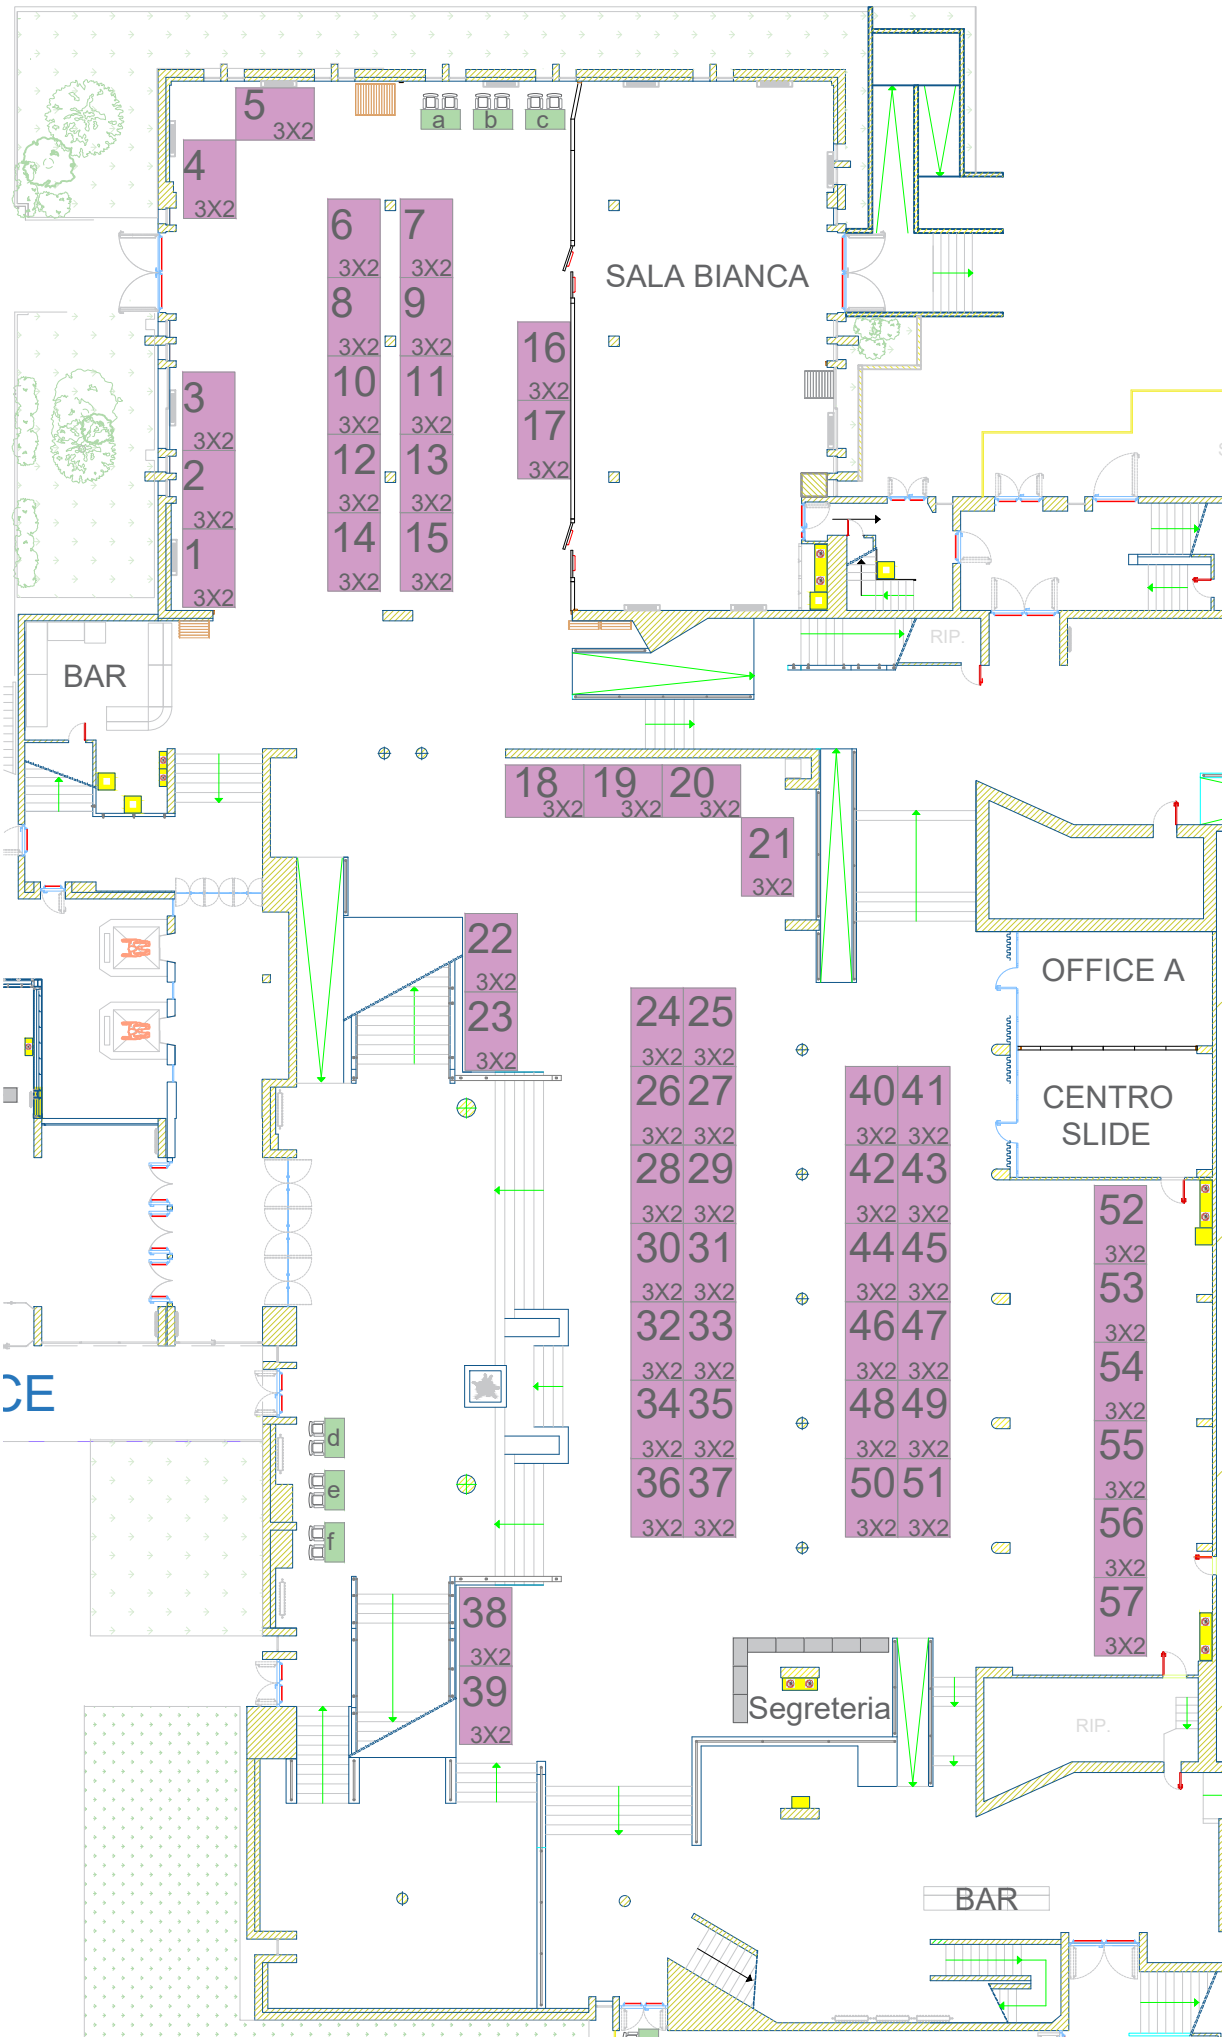 5
3X2
a b c
4
3X2
6 7
3X2 3X2
SALA BIANCA
8 9
3X2 3X2
16
3X2
10 11
3X2 3X2
3
3X2
17
3X2
12 13
3X2 3X2
2
3X2
14 15
3X2 3X2
1
3X2
RIP.
BAR
18 19 20
3X2 3X2 3X2
21
3X2
22
3X2
OFFICE A
23
3X2
24 25
3X2 3X2
26 27
3X2 3X2
40 41
3X2 3X2
CENTRO
SLIDE
28 29
3X2 3X2
42 43
3X2 3X2
52
3X2
30 31
3X2 3X2
44 45
3X2 3X2
53
3X2
32 33
3X2 3X2
46 47
3X2 3X2
54
3X2
CE
34 35
3X2 3X2
48 49
3X2 3X2
55
3X2
d
e
f
36 37
3X2 3X2
50 51
3X2 3X2
56
3X2
57
3X2
38
3X2
39
3X2
Segreteria
RIP.
BAR